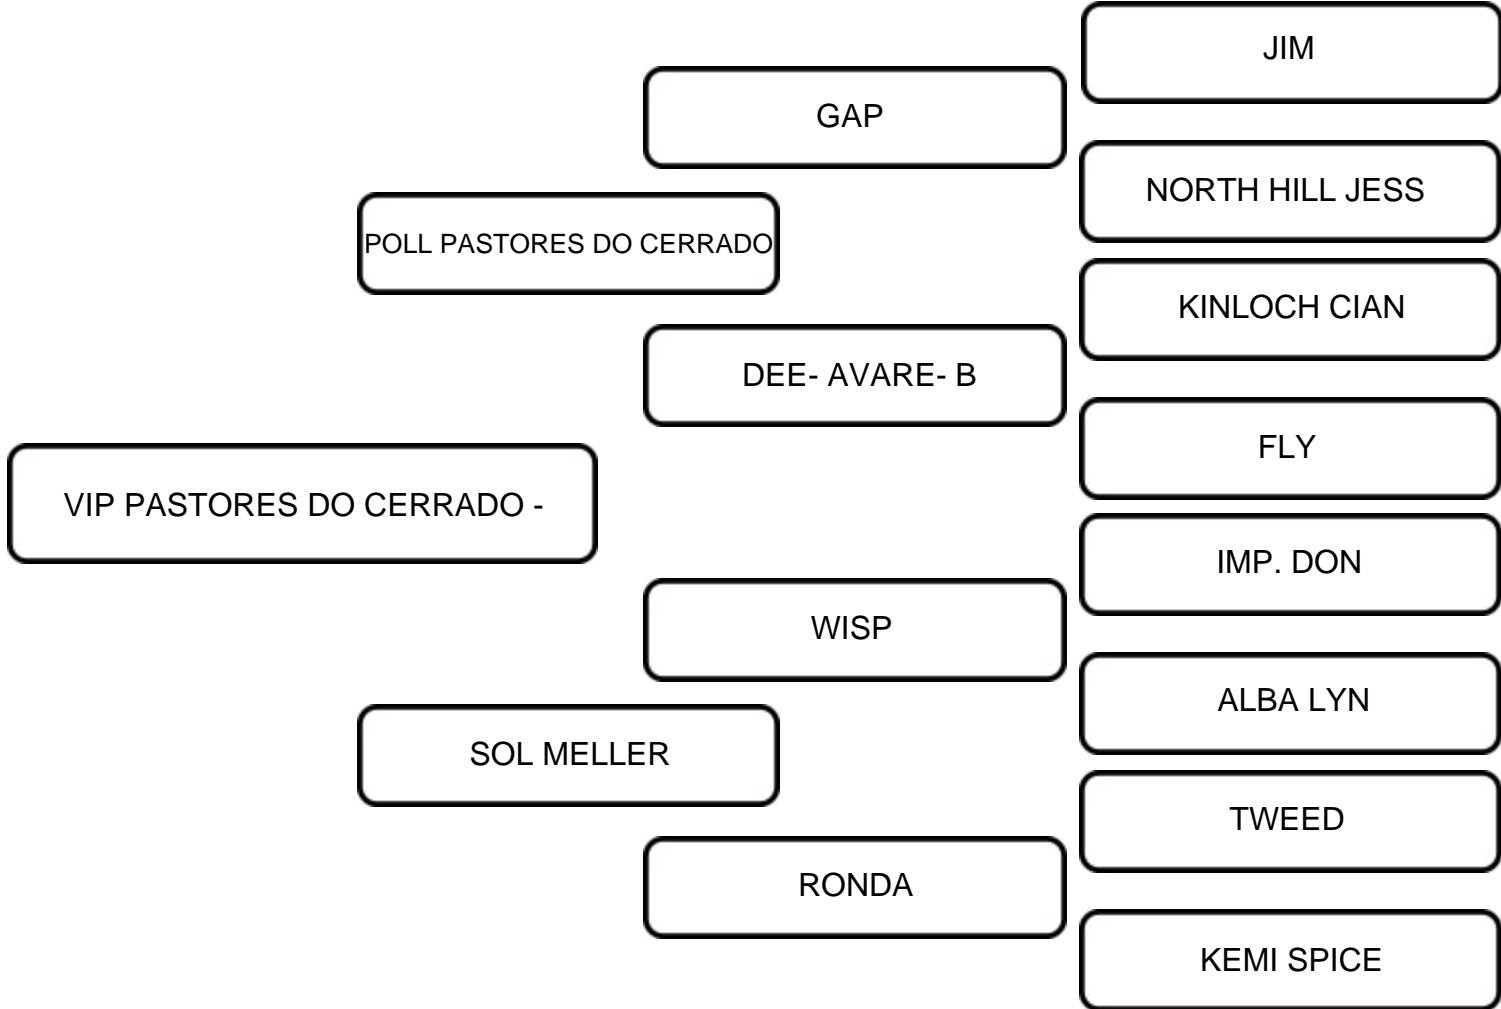 JIM
GAP
NORTH HILL JESS
POLL PASTORES DO CERRADO
KINLOCH CIAN
DEE- AVARE- B
FLY
VIP PASTORES DO CERRADO -
IMP. DON
WISP
ALBA LYN
SOL MELLER
TWEED
RONDA
KEMI SPICE